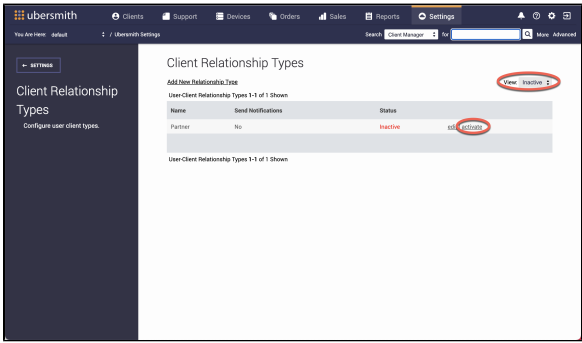 ubersmith Clients Support Devices Orders Sales Reports Settings
You Are Here: default / Ubersmith Settings Search Client Manager for More Advanced
← SETTINGS
Client Relationship Types
Configure user client types.
Client Relationship Types
Add New Relationship Type View: Inactive
User-Client Relationship Types 1-1 of 1 Shown
Name Send Notifications Status
Partner No Inactive edit activate
User-Client Relationship Types 1-1 of 1 Shown